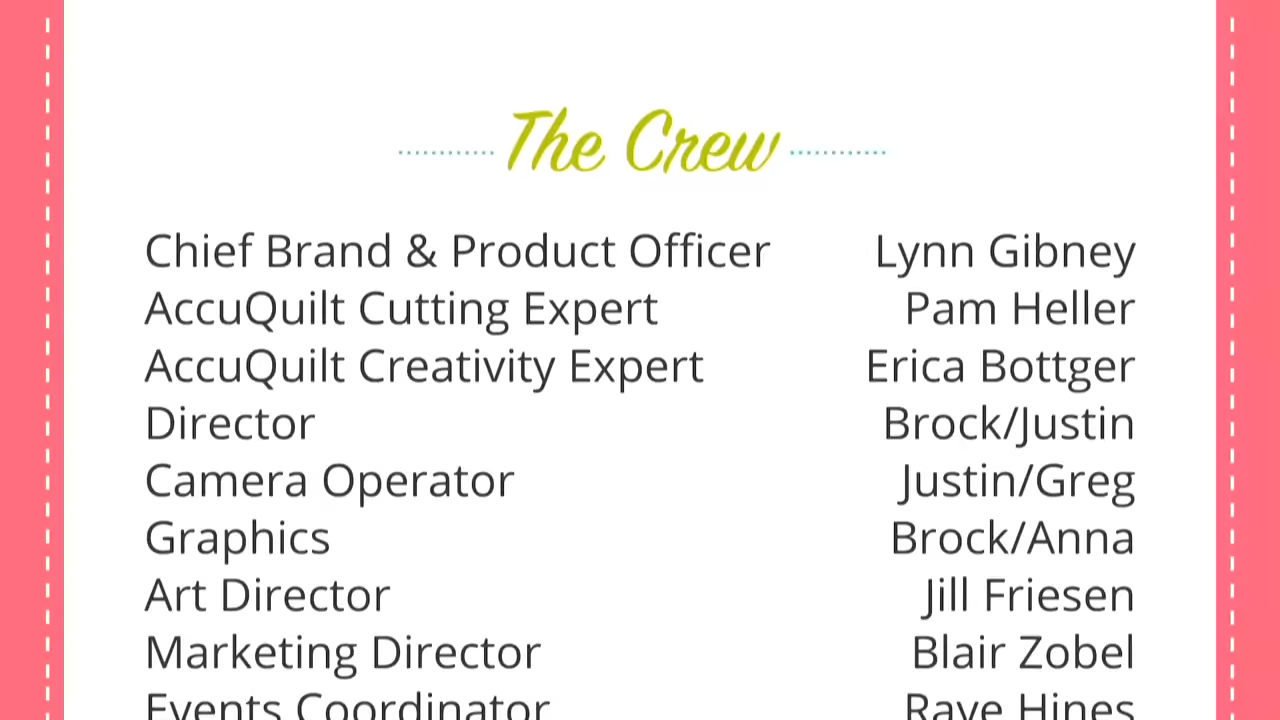 The Crew
Chief Brand & Product Officer Lynn Gibney
AccuQuilt Cutting Expert Pam Heller
AccuQuilt Creativity Expert Erica Bottger
Director Brock/Justin
Camera Operator Justin/Greg
Graphics Brock/Anna
Art Director Jill Friesen
Marketing Director Blair Zobel
Events Coordinator Raye Hines